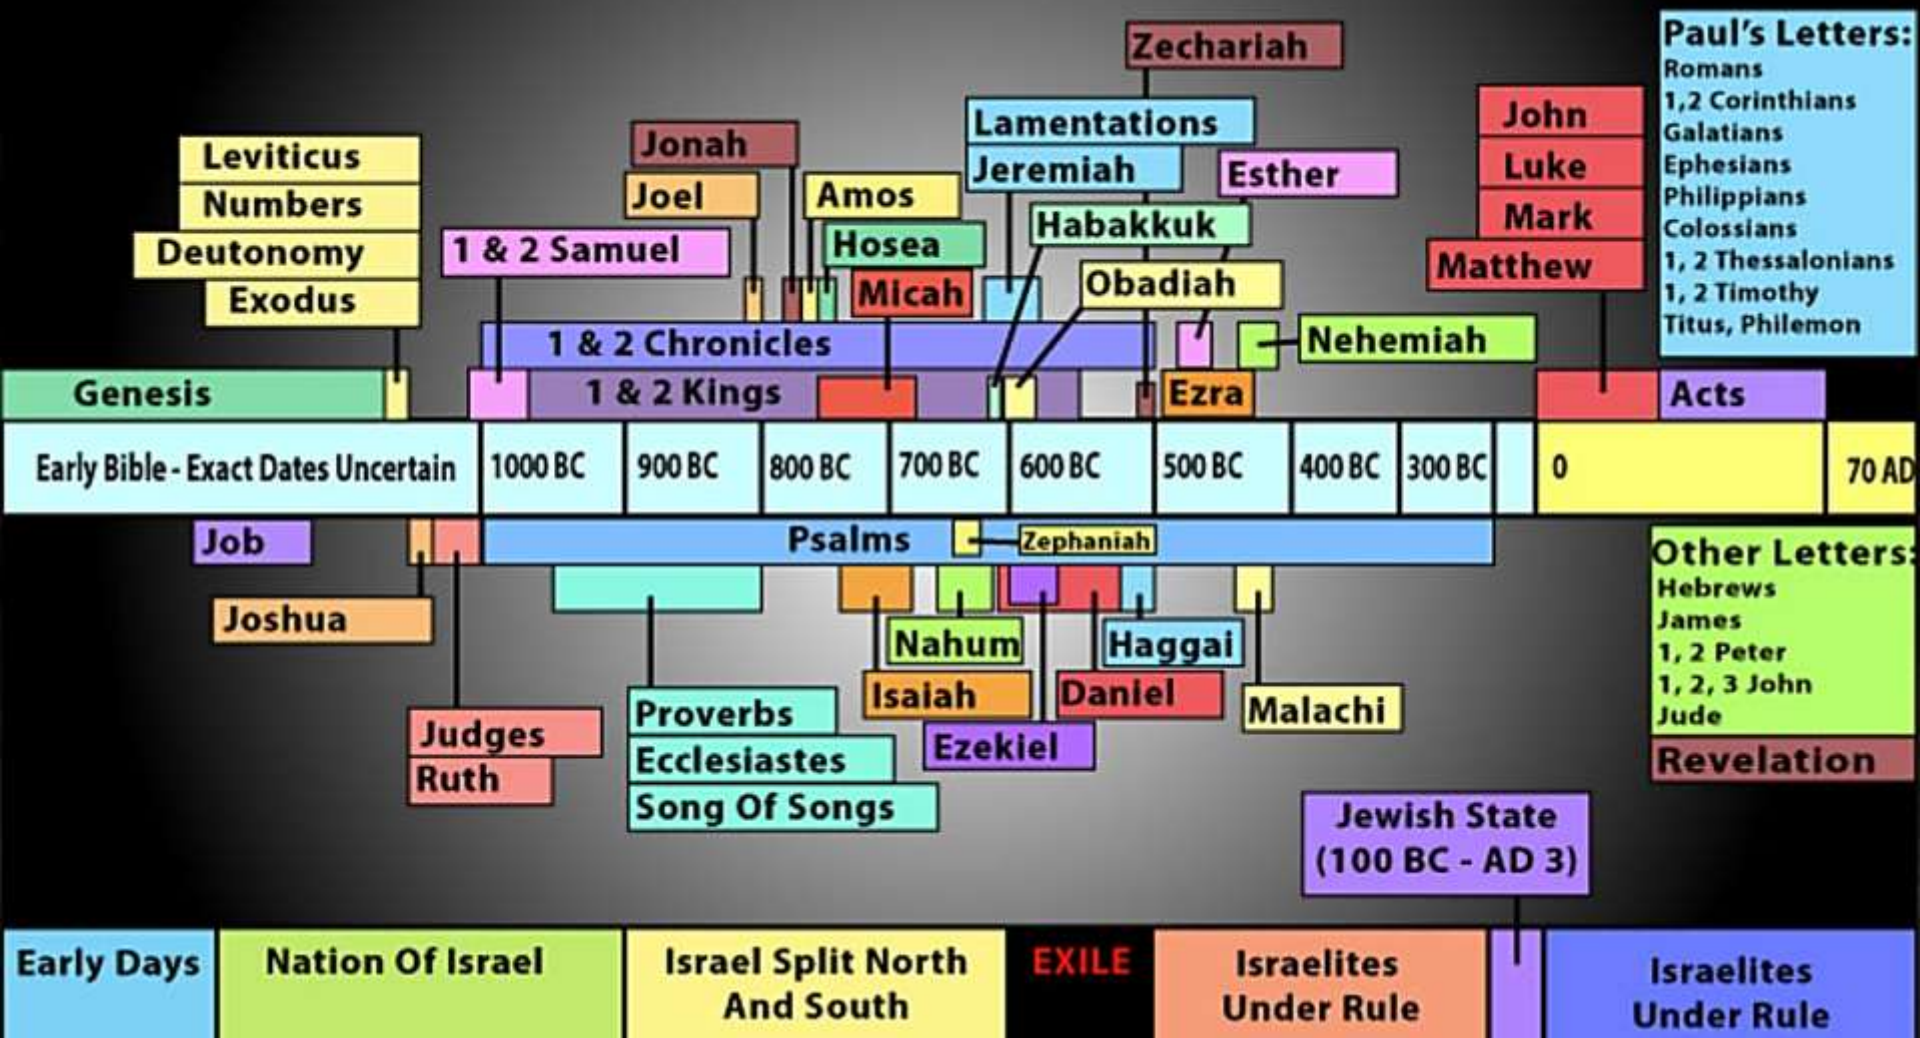 Zechariah
Paul's Letters:
Romans
1,2 Corinthians
Galatians
Ephesians
Philippians
Colossians
1, 2 Thessalonians
1, 2 Timothy
Titus, Philemon
John
Luke
Mark
Matthew
Lamentations
Jeremiah
Esther
Jonah
Joel
Amos
Habakkuk
Hosea
Obadiah
Micah
Leviticus
Numbers
Deutonomy
Exodus
1 & 2 Samuel
1 & 2 Chronicles
Nehemiah
Genesis
1 & 2 Kings
Ezra
Acts
Early Bible - Exact Dates Uncertain
1000 BC
900 BC
800 BC
700 BC
600 BC
500 BC
400 BC
300 BC
0
70 AD
Job
Psalms
Zephaniah
Joshua
Nahum
Haggai
Isaiah
Daniel
Malachi
Ezekiel
Judges
Ruth
Proverbs
Ecclesiastes
Song Of Songs
Other Letters:
Hebrews
James
1, 2 Peter
1, 2, 3 John
Jude
Revelation
Jewish State
(100 BC - AD 3)
Early Days
Nation Of Israel
Israel Split North
And South
EXILE
Israelites
Under Rule
Israelites
Under Rule